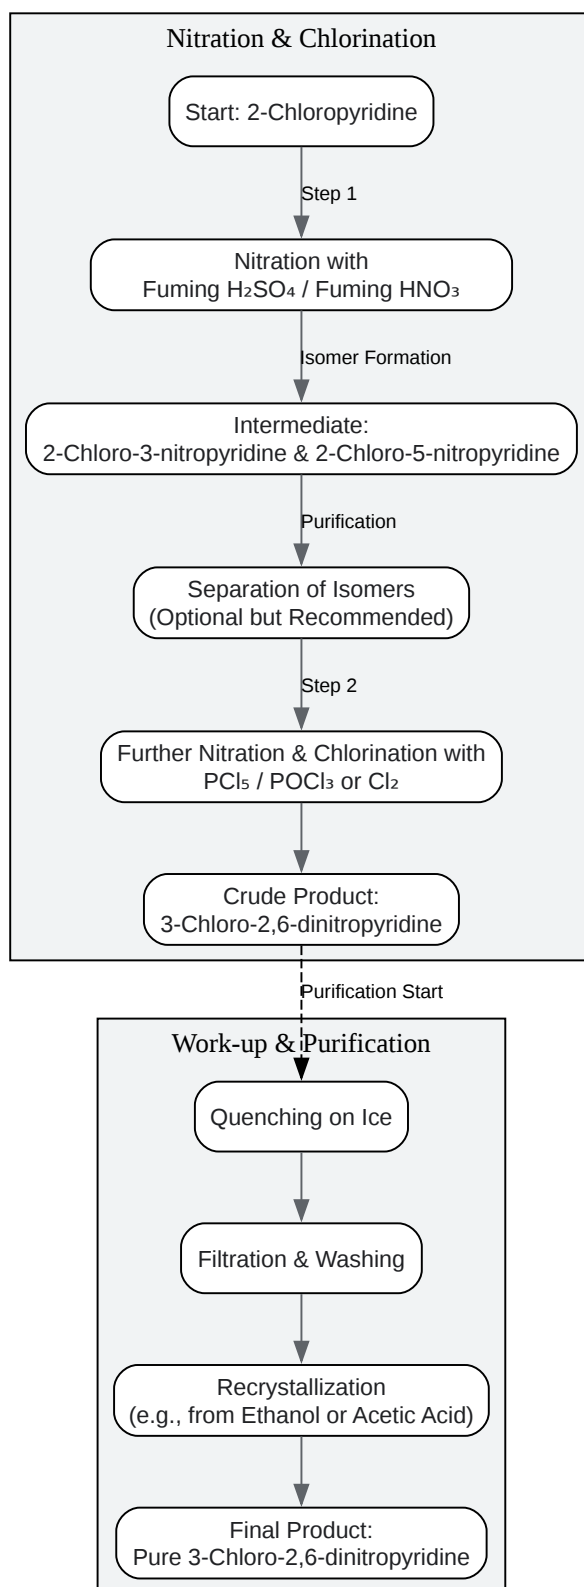 Nitration & Chlorination
Start: 2-Chloropyridine
Step 1
Nitration with
Fuming H₂SO₄ / Fuming HNO₃
Isomer Formation
Intermediate:
2-Chloro-3-nitropyridine & 2-Chloro-5-nitropyridine
Purification
Separation of Isomers
(Optional but Recommended)
Step 2
Further Nitration & Chlorination with
PCl₅ / POCl₃ or Cl₂
Crude Product:
3-Chloro-2,6-dinitropyridine
Purification Start
Work-up & Purification
Quenching on Ice
Filtration & Washing
Recrystallization
(e.g., from Ethanol or Acetic Acid)
Final Product:
Pure 3-Chloro-2,6-dinitropyridine